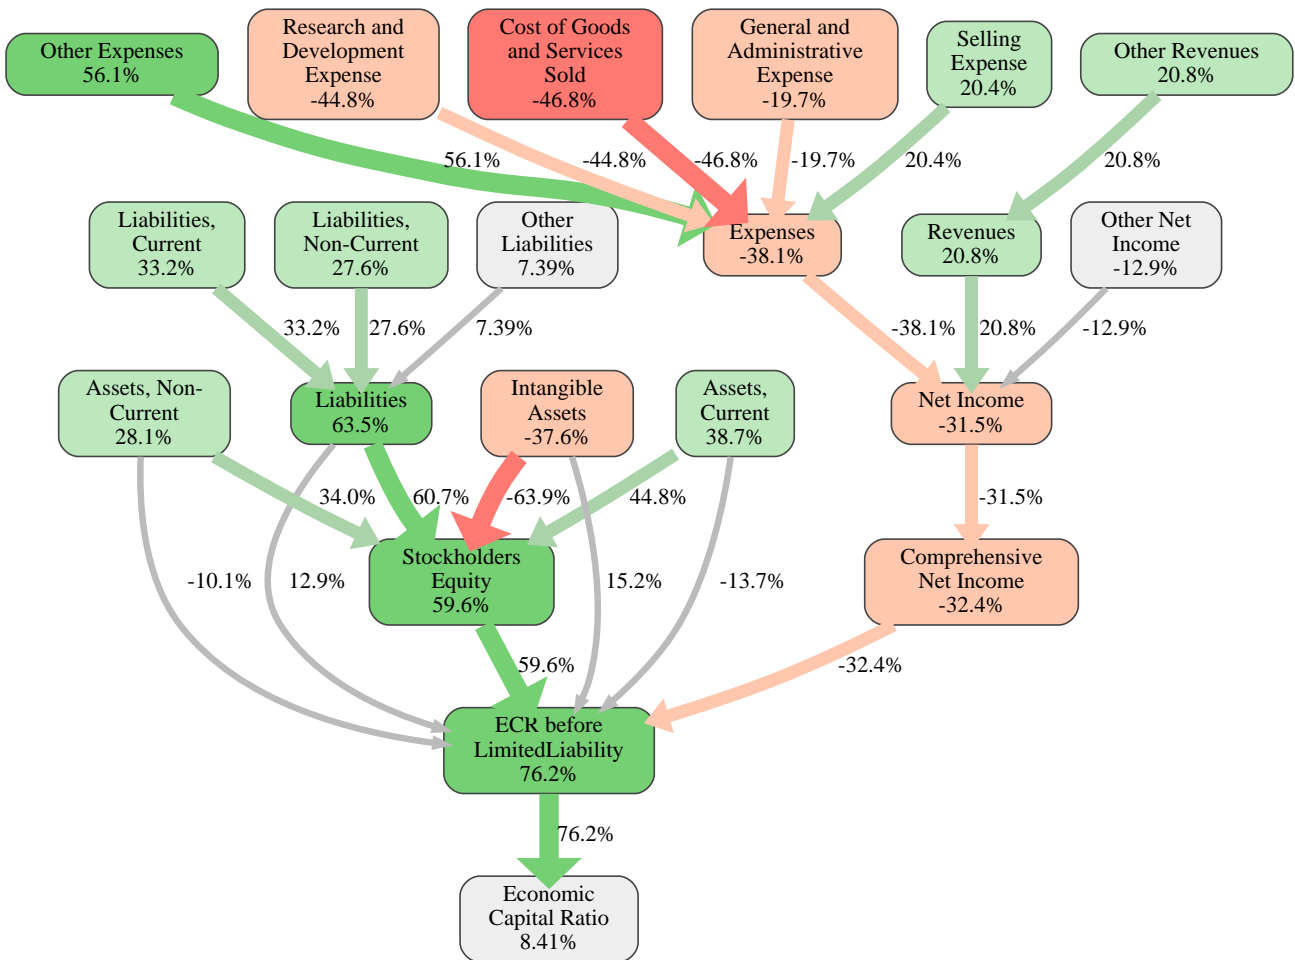 Other Expenses
56.1%
Research and
Development
Expense
-44.8%
Cost of Goods
and Services
Sold
-46.8%
General and
Administrative
Expense
-19.7%
Selling
Expense
20.4%
Other Revenues
20.8%
56.1%
-44.8%
-46.8%
-19.7%
20.4%
20.8%
Liabilities,
Current
33.2%
Liabilities,
Non-Current
27.6%
Other
Liabilities
7.39%
Expenses
-38.1%
Revenues
20.8%
Other Net
Income
-12.9%
33.2%
27.6%
7.39%
-38.1%
20.8%
-12.9%
Assets, Non-
Current
28.1%
Liabilities
63.5%
Intangible
Assets
-37.6%
Assets,
Current
38.7%
Net Income
-31.5%
34.0%
60.7%
-63.9%
44.8%
-31.5%
-10.1%
12.9%
Stockholders
Equity
59.6%
15.2%
-13.7%
Comprehensive
Net Income
-32.4%
59.6%
-32.4%
ECR before
LimitedLiability
76.2%
76.2%
Economic
Capital Ratio
8.41%